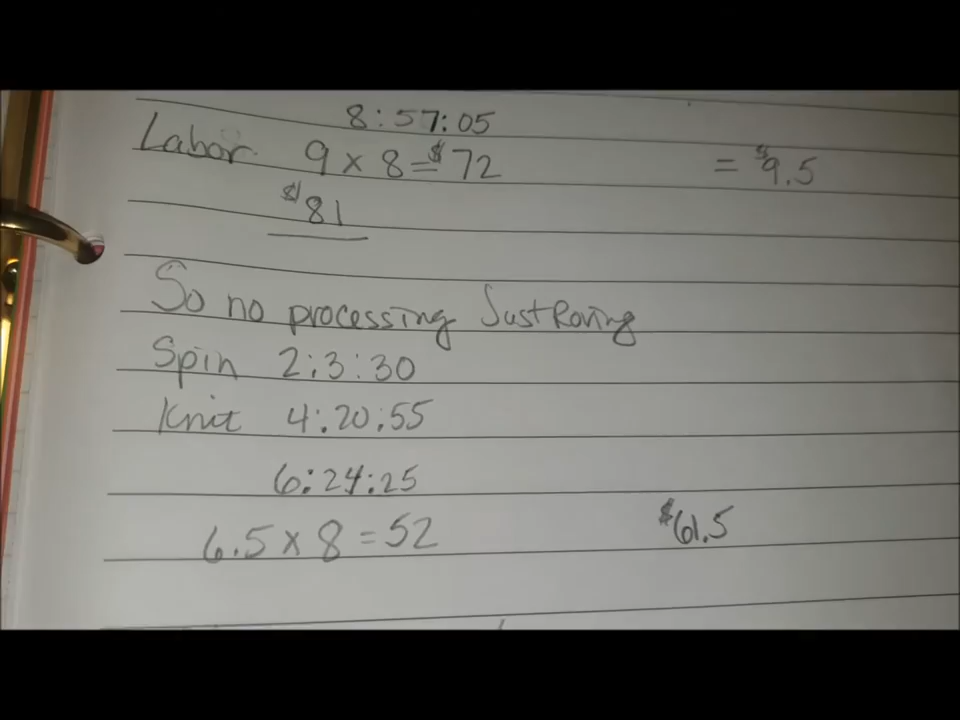 8:57:05
Labor 9 x 8 = $72 = $9.5
$81
So no processing Just Roving
Spin 2:3:30
Knit 4:20:55
6:24:25
6.5 x 8 = 52 $61.5